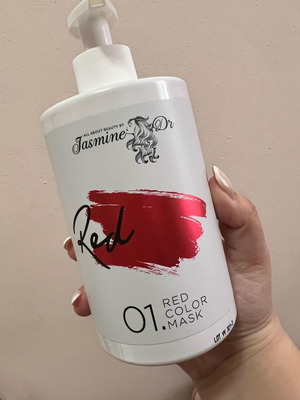 ALL ABOUT BEAUTY BY
Jasmine Dr
Red
01. RED
COLOR
MASK